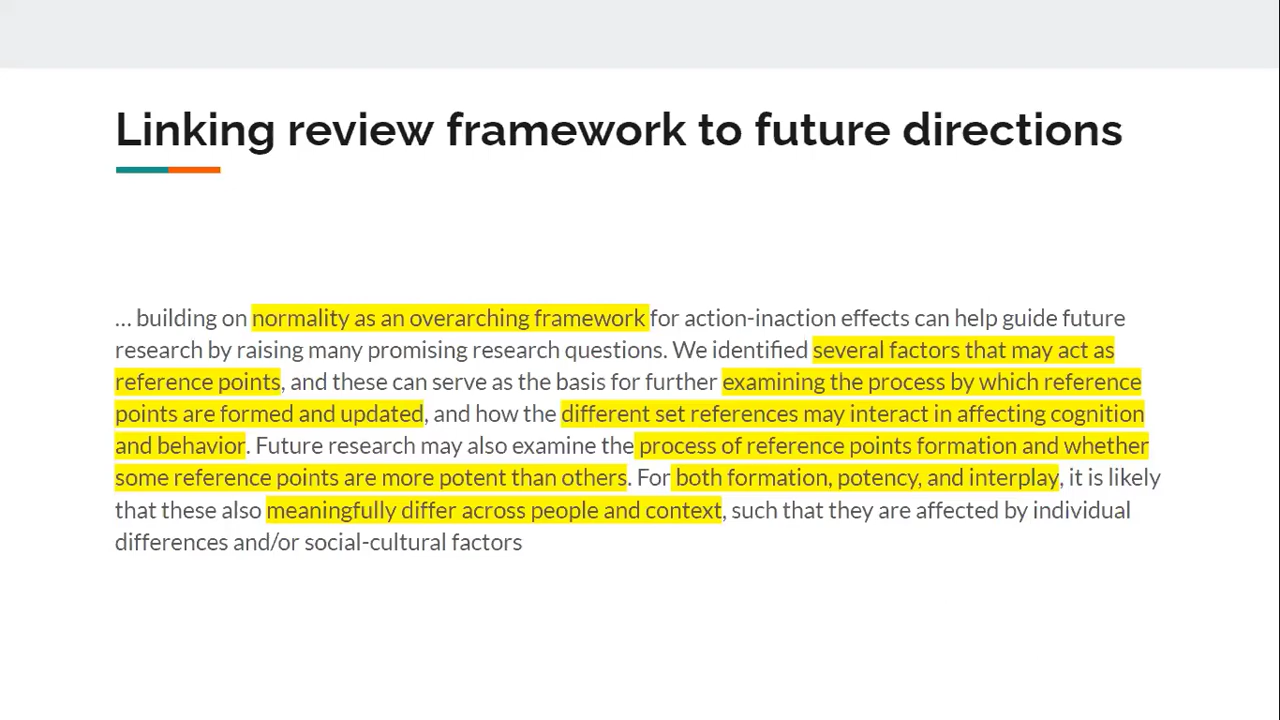 Linking review framework to future directions
... building on normality as an overarching framework for action-inaction effects can help guide future
research by raising many promising research questions. We identified several factors that may act as
reference points, and these can serve as the basis for further examining the process by which reference
points are formed and updated, and how the different set references may interact in affecting cognition
and behavior. Future research may also examine the process of reference points formation and whether
some reference points are more potent than others. For both formation, potency, and interplay, it is likely
that these also meaningfully differ across people and context, such that they are affected by individual
differences and/or social-cultural factors